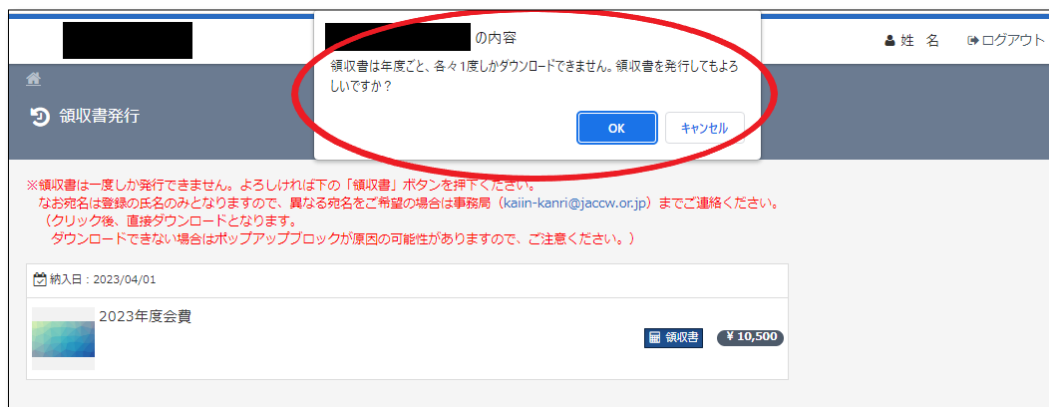 の内容
領収書は年度ごと、各々1度しかダウンロードできません。領収書を発行してもよろ
しいですか？
OK キャンセル
姓 名 ログアウト
領収書発行
※領収書は一度しか発行できません。よろしければ下の「領収書」ボタンを押下ください。
なお宛名は登録の氏名のみとなりますので、異なる宛名をご希望の場合は事務局（kaiin-kanri@jaccw.or.jp）までご連絡ください。
（クリック後、直接ダウンロードとなります。
ダウンロードできない場合はポップアップブロックが原因の可能性がありますので、ご注意ください。）
納入日：2023/04/01
2023年度会費
領収書 ¥ 10,500